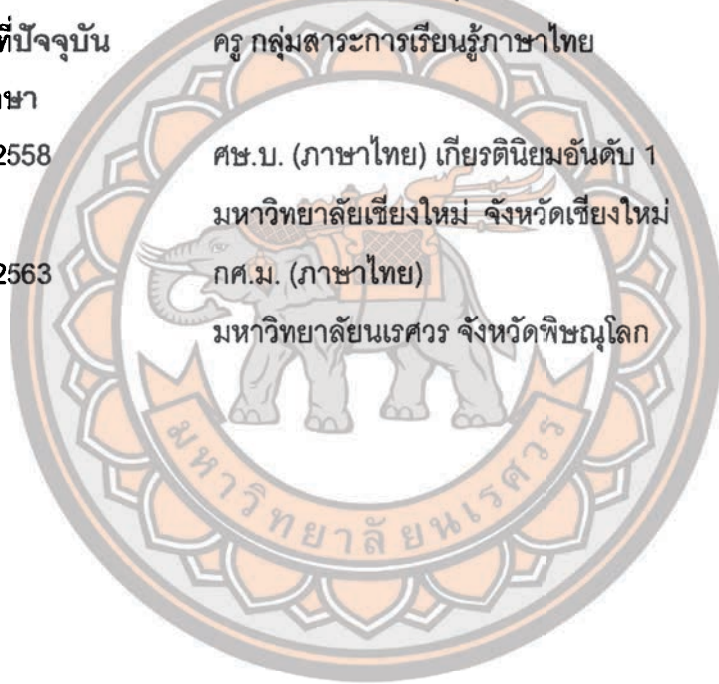 ที่ปัจจุบัน ครู กลุ่มสาระการเรียนรู้ภาษาไทย
2558 ศษ.บ. (ภาษาไทย) เกียรตินิยมอันดับ 1
มหาวิทยาลัยเชียงใหม่ จังหวัดเชียงใหม่
2563 กศ.ม. (ภาษาไทย)
มหาวิทยาลัยนเรศวร จังหวัดพิษณุโลก
มหาวิทยาลัยนเรศวร